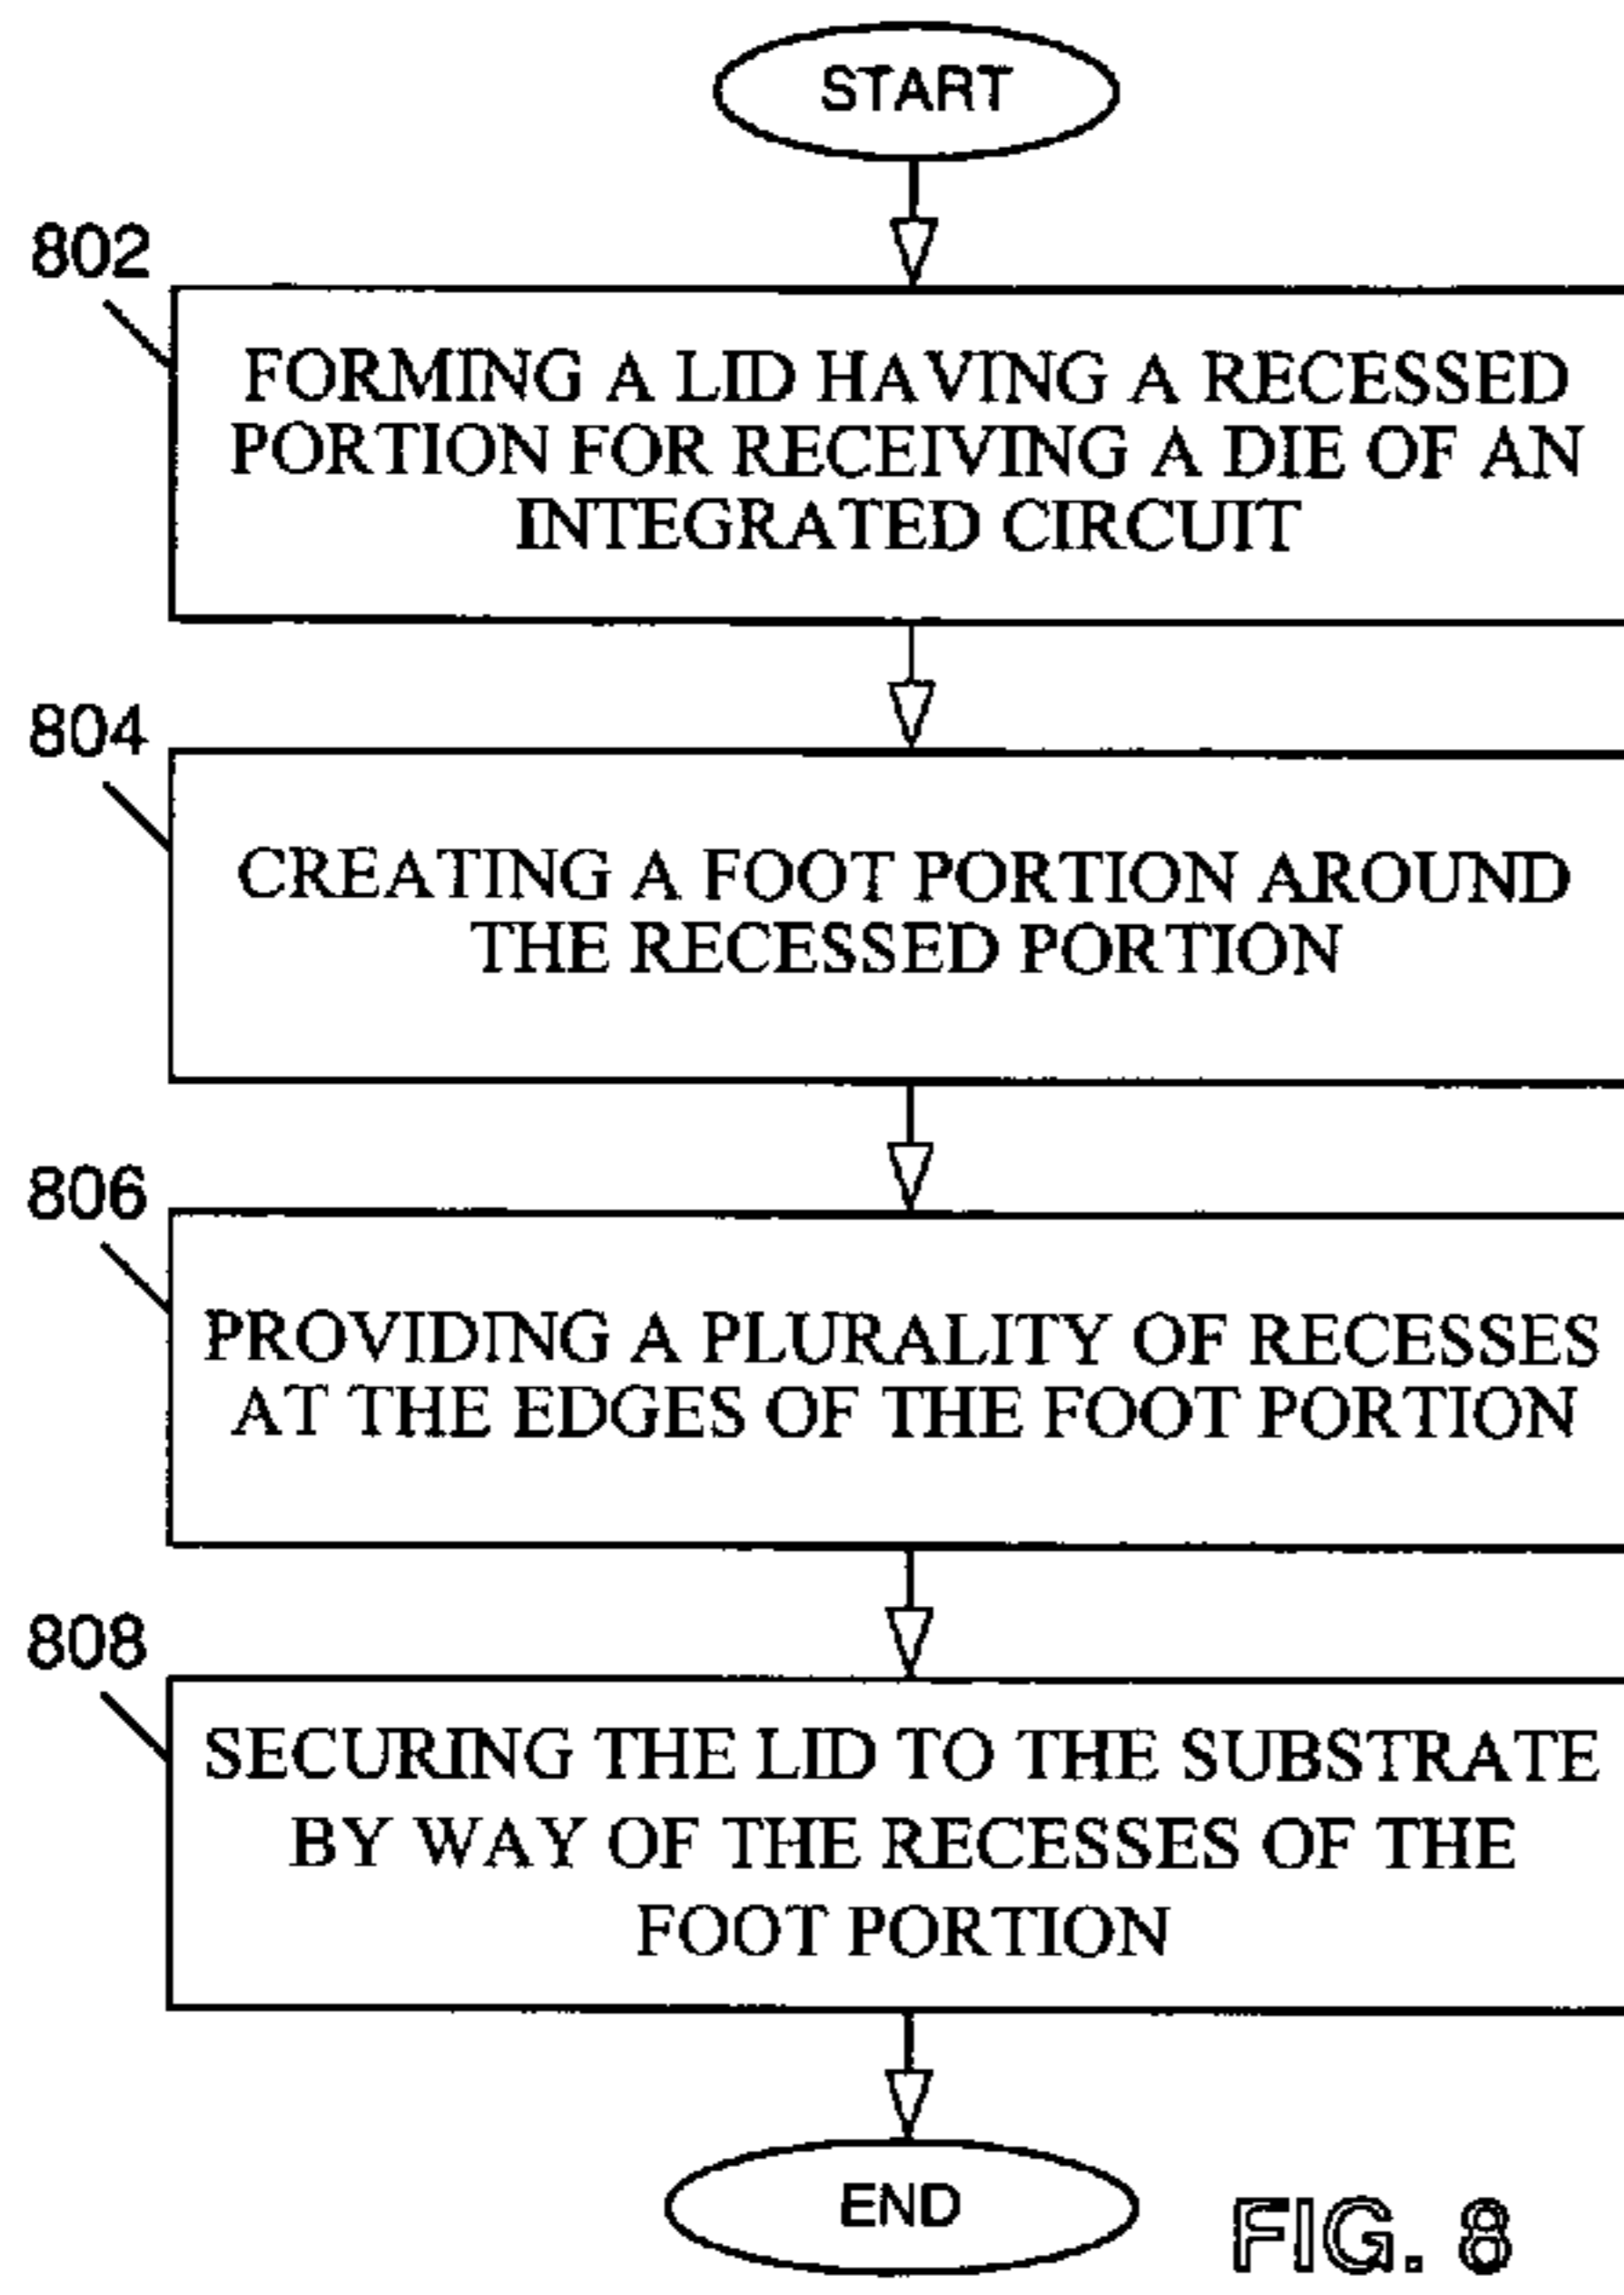 START
802
FORMING A LID HAVING A RECESSED
PORTION FOR RECEIVING A DIE OF AN
INTEGRATED CIRCUIT
804
CREATING A FOOT PORTION AROUND
THE RECESSED PORTION
806
PROVIDING A PLURALITY OF RECESSES
AT THE EDGES OF THE FOOT PORTION
808
SECURING THE LID TO THE SUBSTRATE
BY WAY OF THE RECESSES OF THE
FOOT PORTION
END
FIG. 8